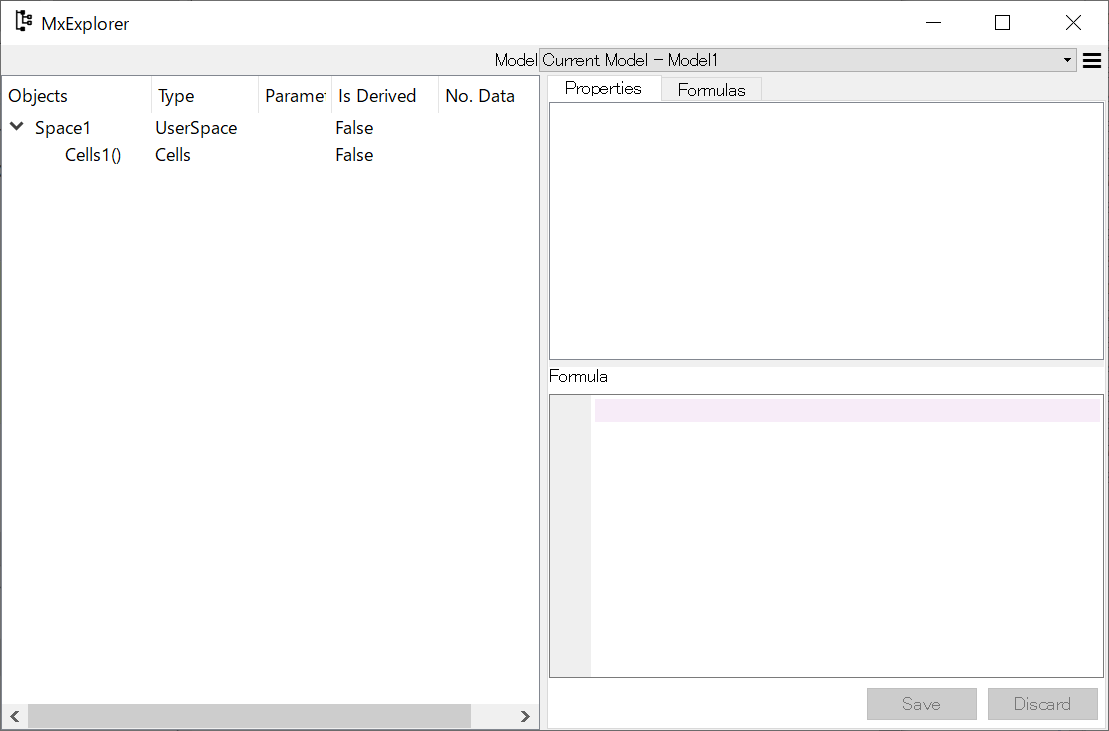 MxExplorer
Model Current Model - Model1
Objects Type Paramet Is Derived No. Data
Space1 UserSpace False
Cells1() Cells False
Properties Formulas
Formula
Save Discard